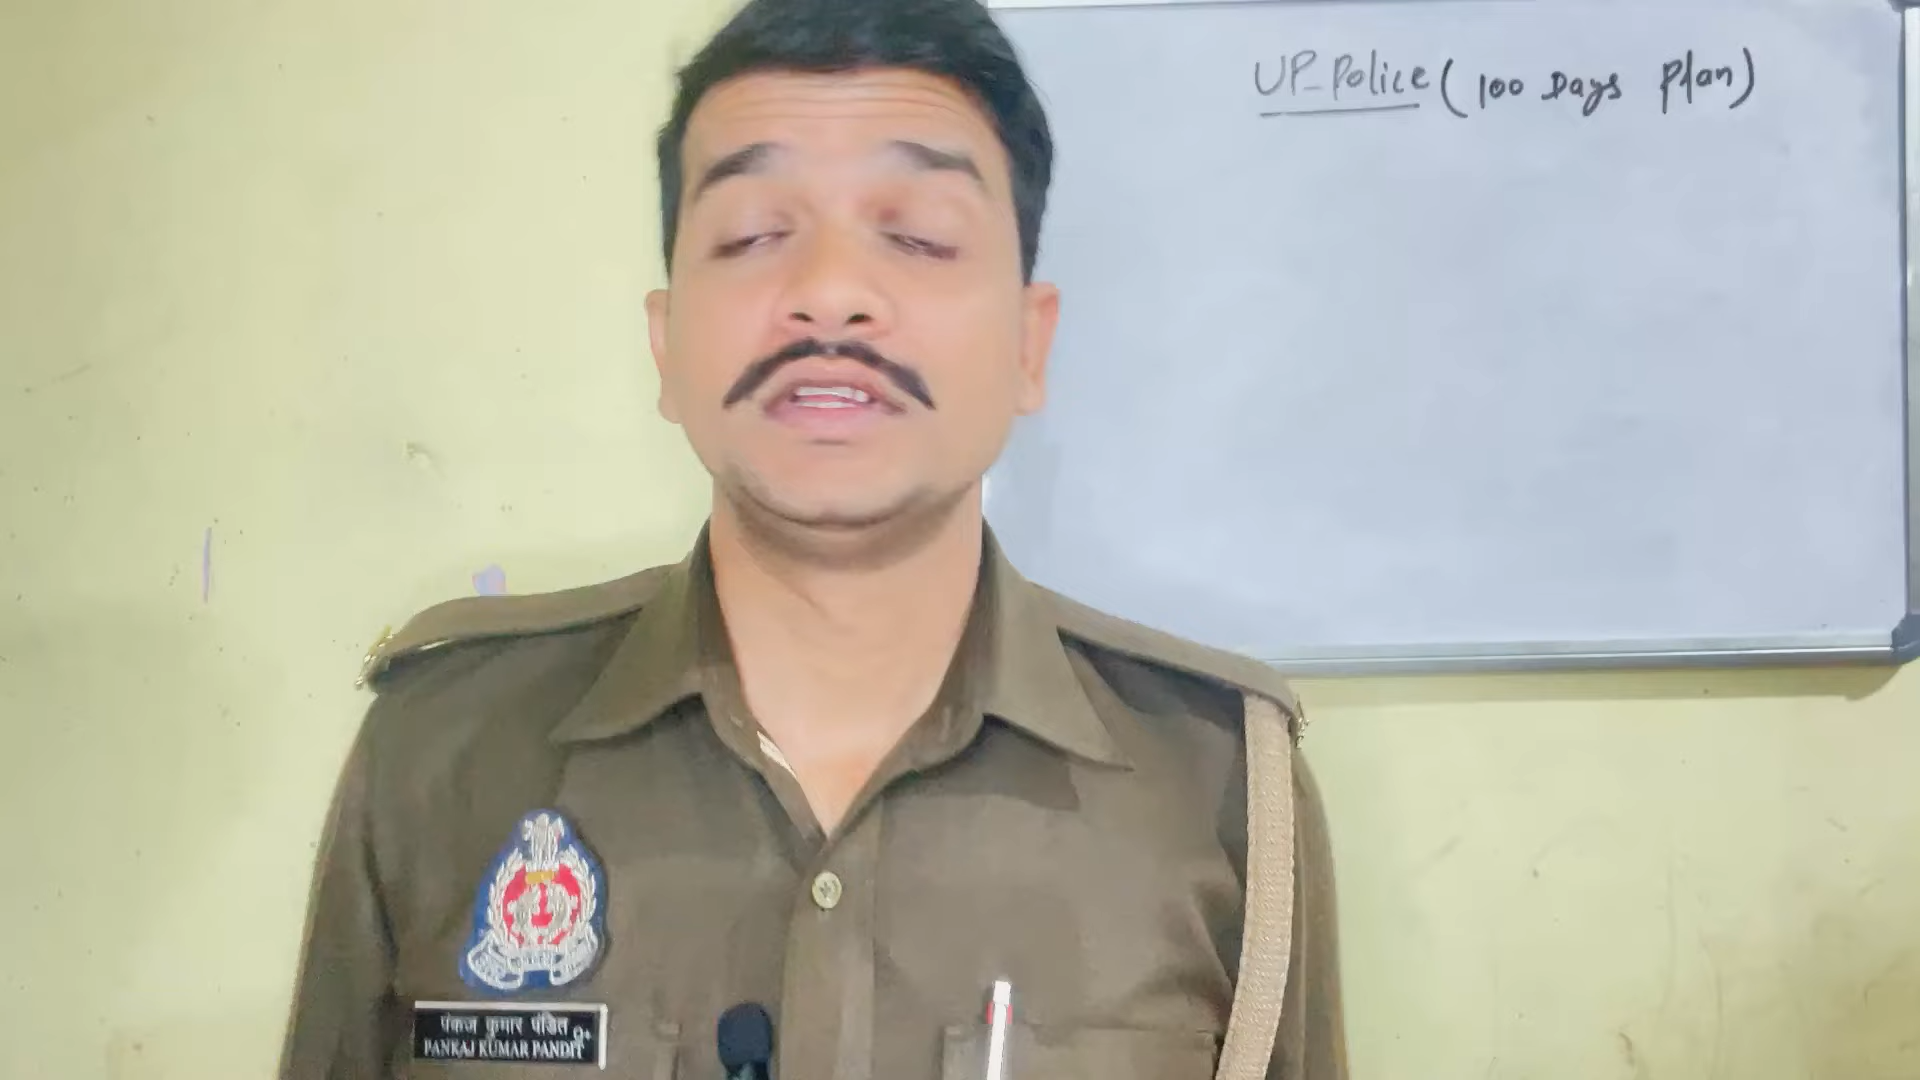 UP-Police (100 Days Plan)
पंकज कुमार पंडित
PANKAJ KUMAR PANDIT